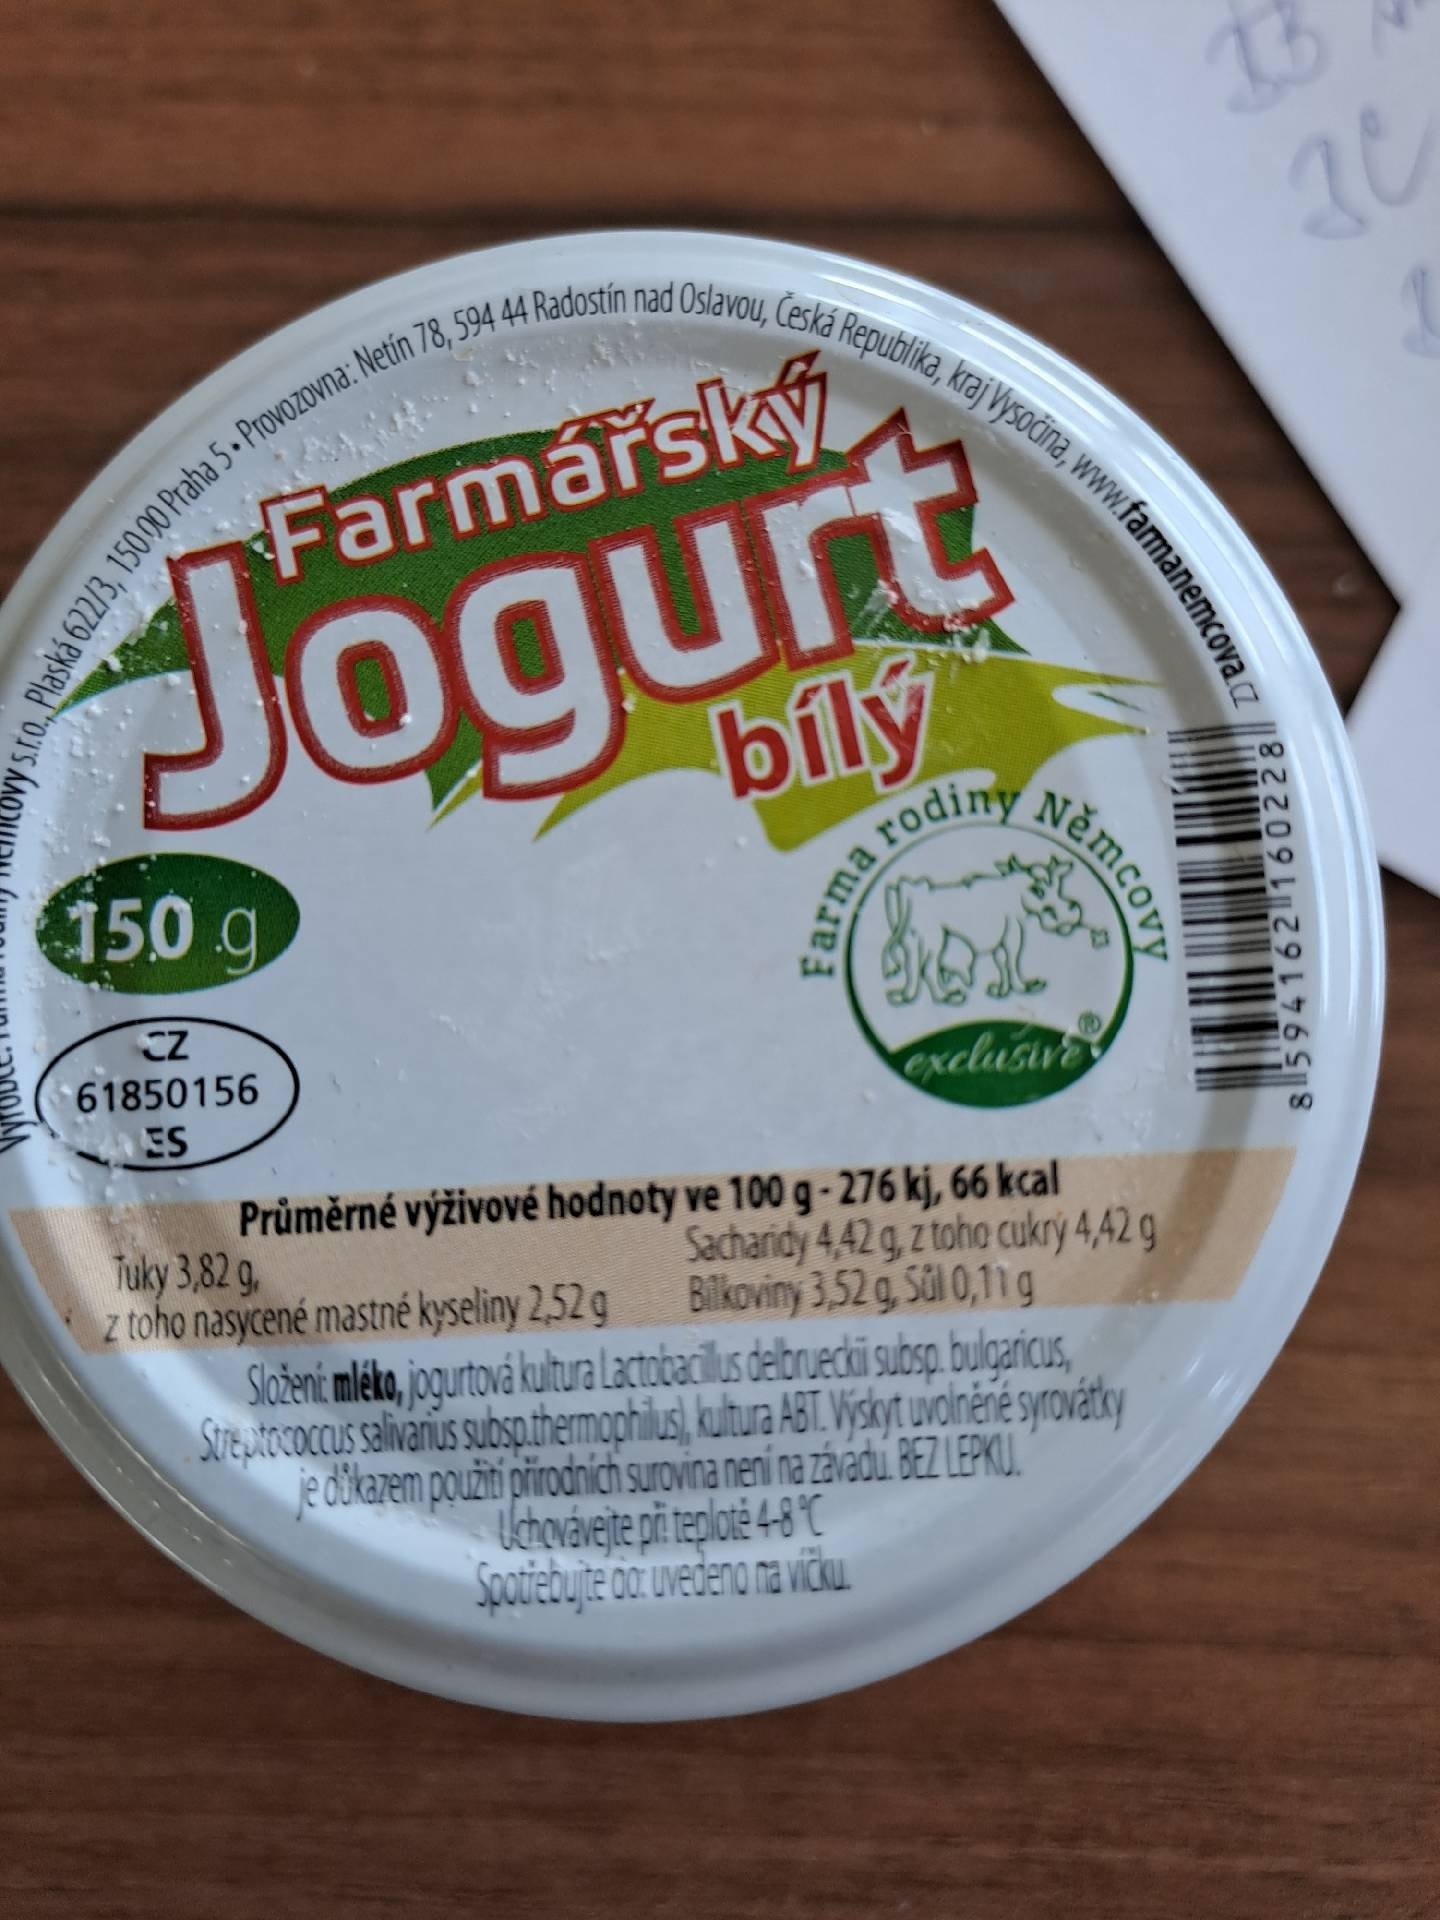 Výrobce: Farma rodiny Němcovy s.r.o., Plaská 622/3, 150 00 Praha 5 • Provozovna: Netín 78, 594 44 Radostín nad Oslavou, Česká Republika, kraj Vysočina, www.farmanemcova.cz
Farmářský
Jogurt
bílý
150 g
Farma rodiny Němcovy
exclusive®
8 594162 160228
CZ
61850156
ES
Průměrné výživové hodnoty ve 100 g - 276 kj, 66 kcal
Tuky 3,82 g,
z toho nasycené mastné kyseliny 2,52 g
Sacharidy 4,42 g, z toho cukry 4,42 g
Bílkoviny 3,52 g, Sůl 0,11 g
Složení: mléko, jogurtová kultura Lactobacillus delbrueckii subsp. bulgaricus,
Streptococcus salivarius subsp.thermophilus), kultura ABT. Výskyt uvolněné syrovátky
je důkazem použití přírodních surovina není na závadu. BEZ LEPKU.
Uchovávejte při teplotě 4-8 °C
Spotřebujte do: uvedeno na víčku.